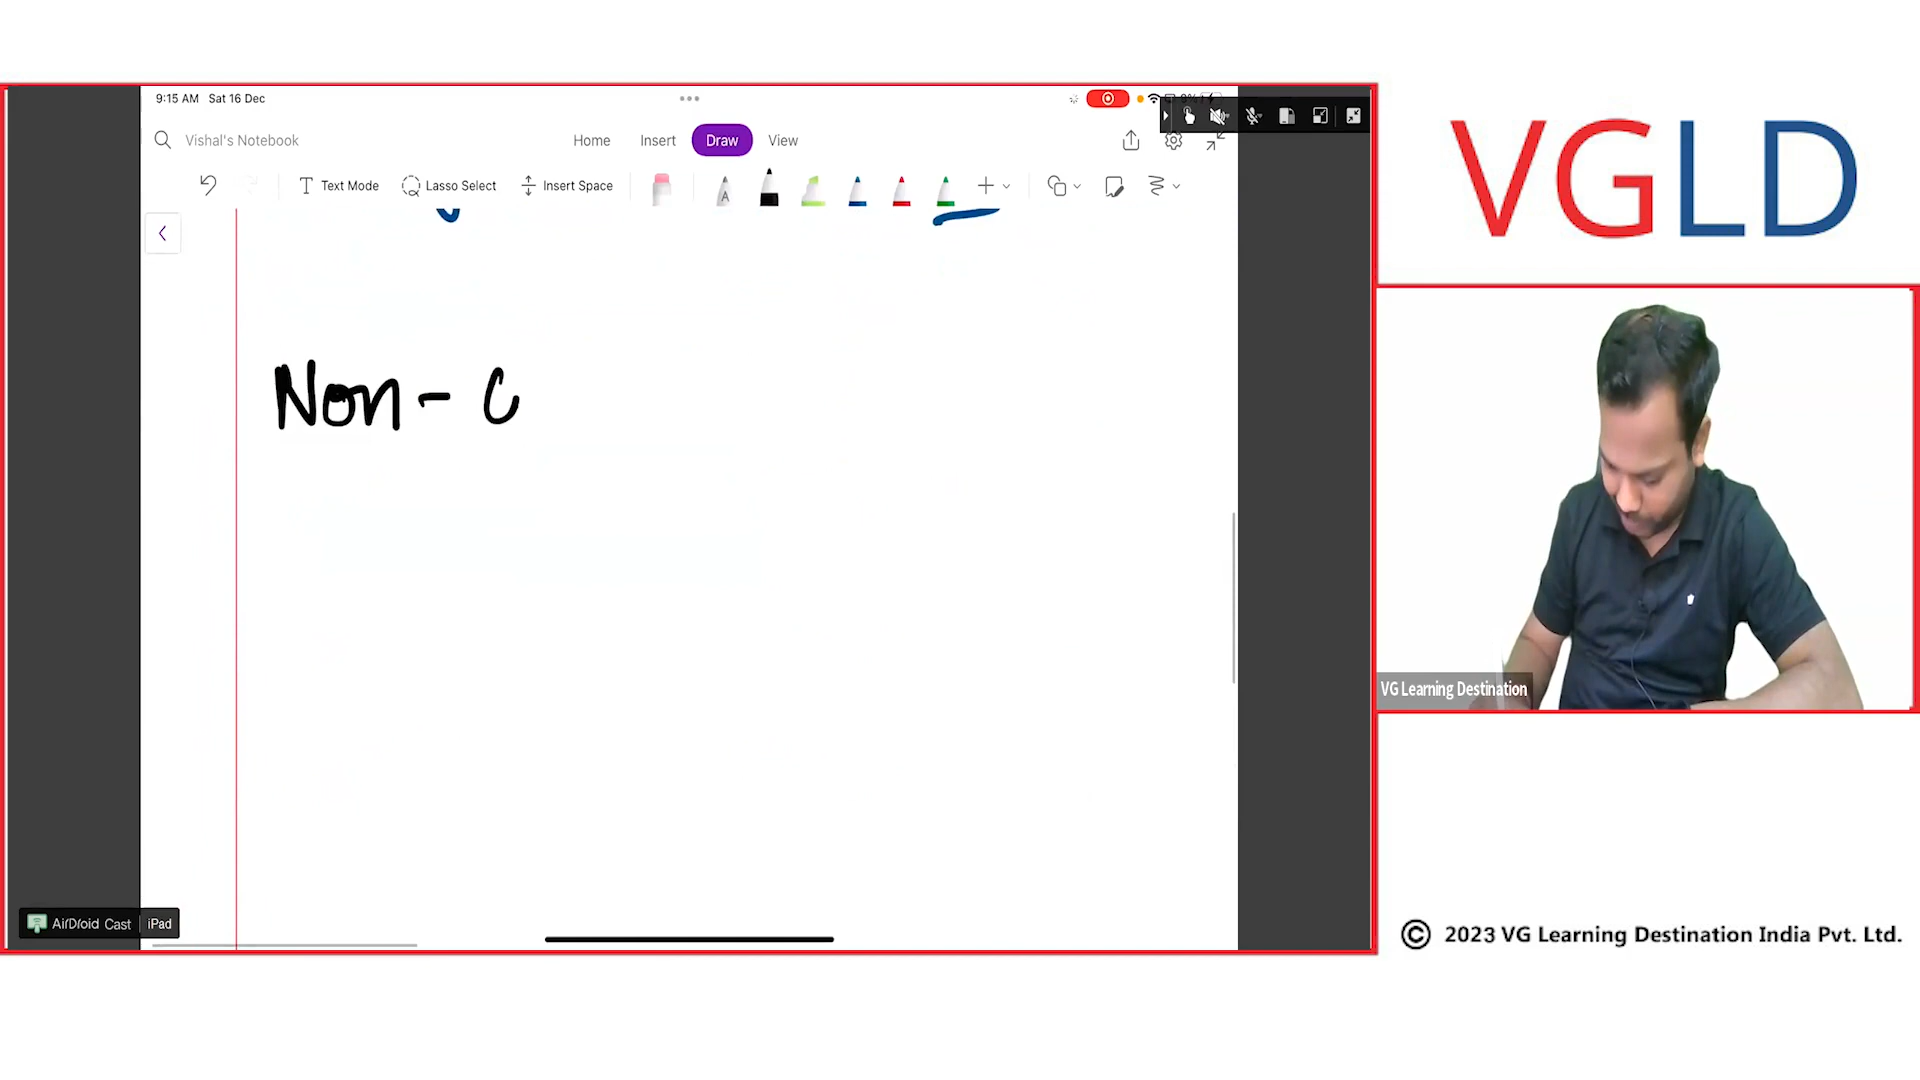 9:15 AM Sat 16 Dec
VGLD
Vishal's Notebook
Home Insert Draw View
Text Mode Lasso Select Insert Space
Non - C
VG Learning Destination
AirDroid Cast iPad
© 2023 VG Learning Destination India Pvt. Ltd.